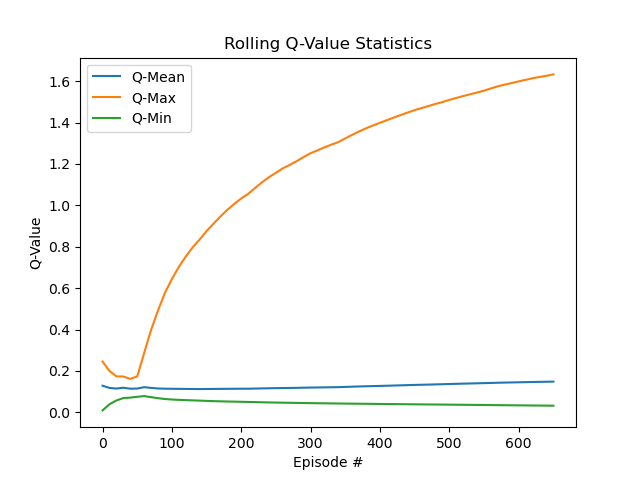 Rolling Q-Value Statistics
Q-Mean
Q-Max
Q-Min
Q-Value
1.6
1.4
1.2
1.0
0.8
0.6
0.4
0.2
0.0
0 100 200 300 400 500 600
Episode #